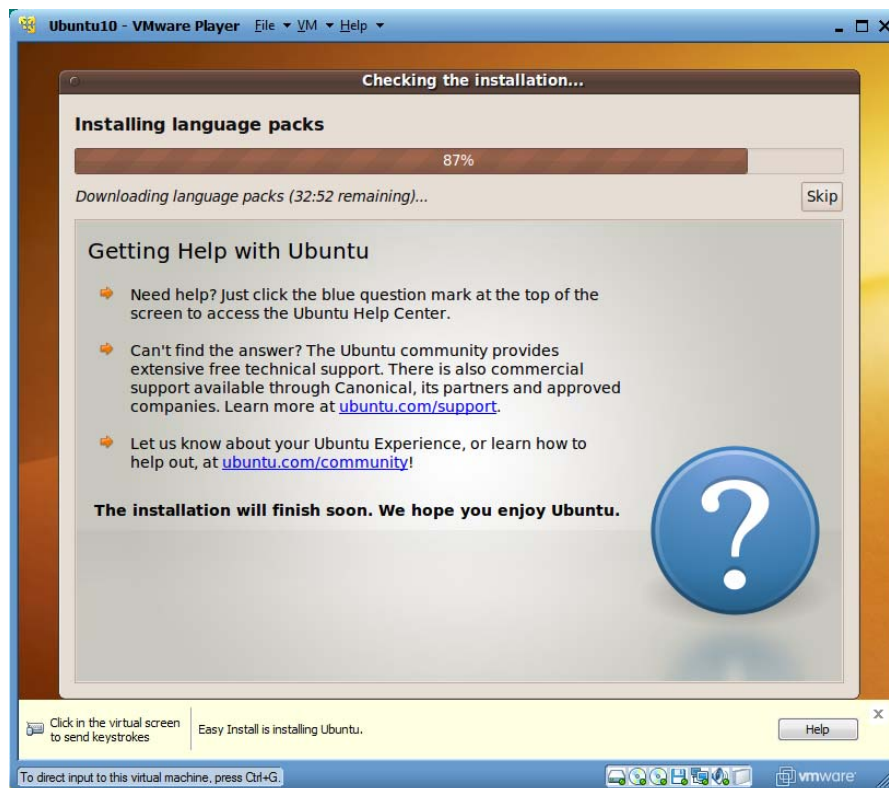 Ubuntu10 - VMware Player File ▾ VM ▾ Help ▾
Checking the installation...
Installing language packs
87%
Downloading language packs (32:52 remaining)...
Skip
Getting Help with Ubuntu
Need help? Just click the blue question mark at the top of the
screen to access the Ubuntu Help Center.
Can't find the answer? The Ubuntu community provides
extensive free technical support. There is also commercial
support available through Canonical, its partners and approved
companies. Learn more at ubuntu.com/support.
Let us know about your Ubuntu Experience, or learn how to
help out, at ubuntu.com/community!
The installation will finish soon. We hope you enjoy Ubuntu.
?
Click in the virtual screen
to send keystrokes
Easy Install is installing Ubuntu.
Help
To direct input to this virtual machine, press Ctrl+G.
vmware